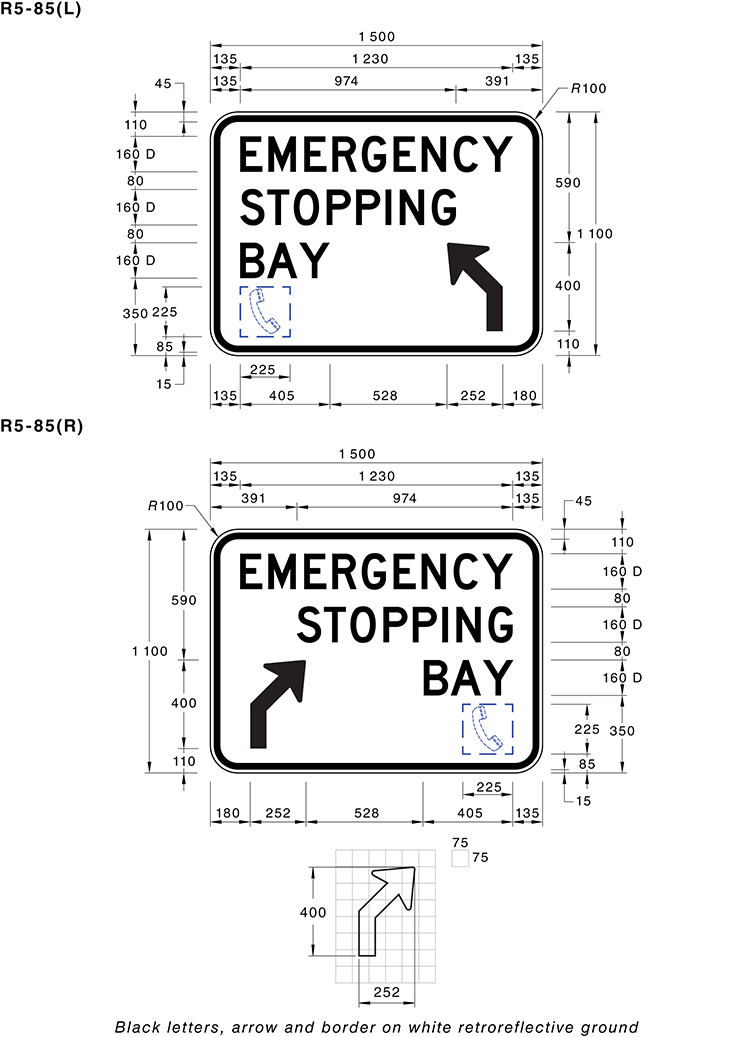 R5-85(L)
1 500
135 1 230 135
135 974 391
45
R100
110
160 D
80
160 D
80
160 D
350 225
85
15
EMERGENCY
STOPPING
BAY
590
1 100
400
110
225
135 405 528 252 180
R5-85(R)
1 500
135 1 230 135
391 974 135
R100
45
590
1 100
400
110
EMERGENCY
STOPPING
BAY
110
160 D
80
160 D
80
160 D
225 350
85
15
225
180 252 528 405 135
75
75
400
252
Black letters, arrow and border on white retroreflective ground